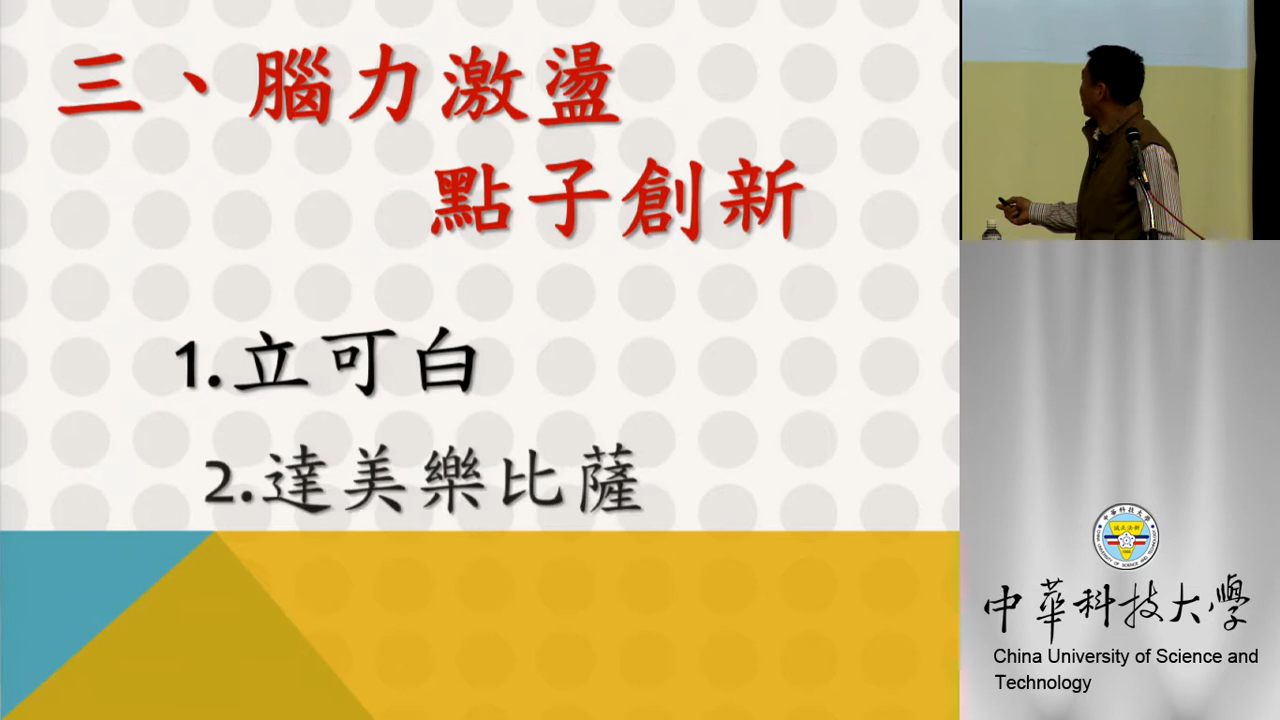 三、腦力激盪
點子創新
1.立可白
2.達美樂比薩
中華科技大學
China University of Science and
Technology